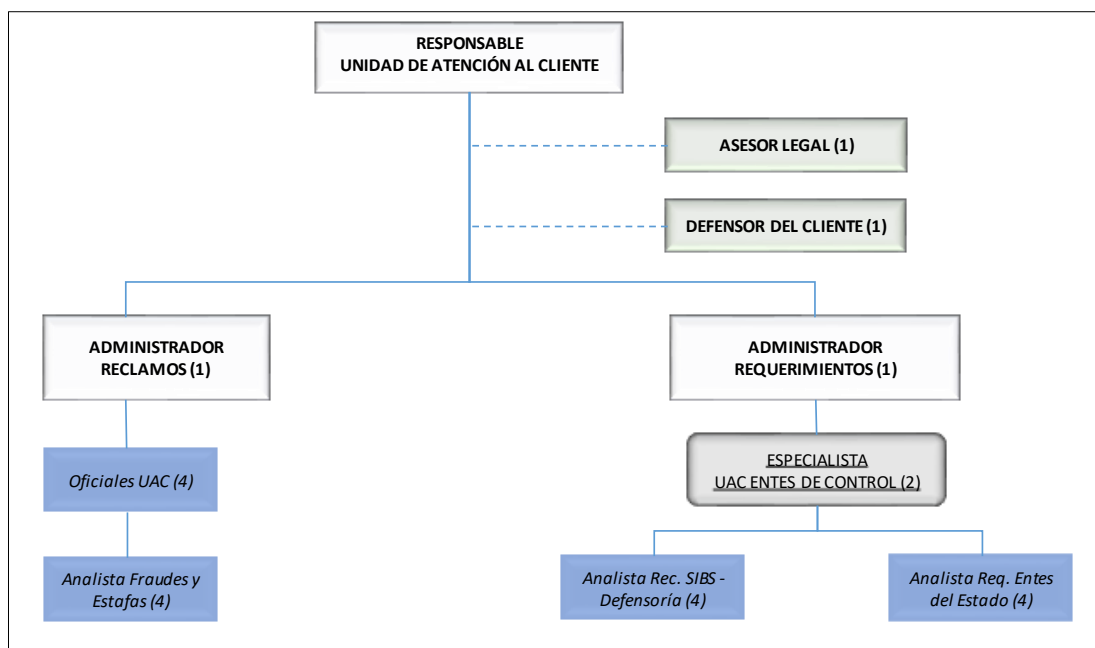 RESPONSABLE
UNIDAD DE ATENCIÓN AL CLIENTE
ASESOR LEGAL (1)
DEFENSOR DEL CLIENTE (1)
ADMINISTRADOR
RECLAMOS (1)
ADMINISTRADOR
REQUERIMIENTOS (1)
Oficiales UAC (4)
ESPECIALISTA
UAC ENTES DE CONTROL (2)
Analista Fraudes y
Estafas (4)
Analista Rec. SIBS -
Defensoría (4)
Analista Req. Entes
del Estado (4)